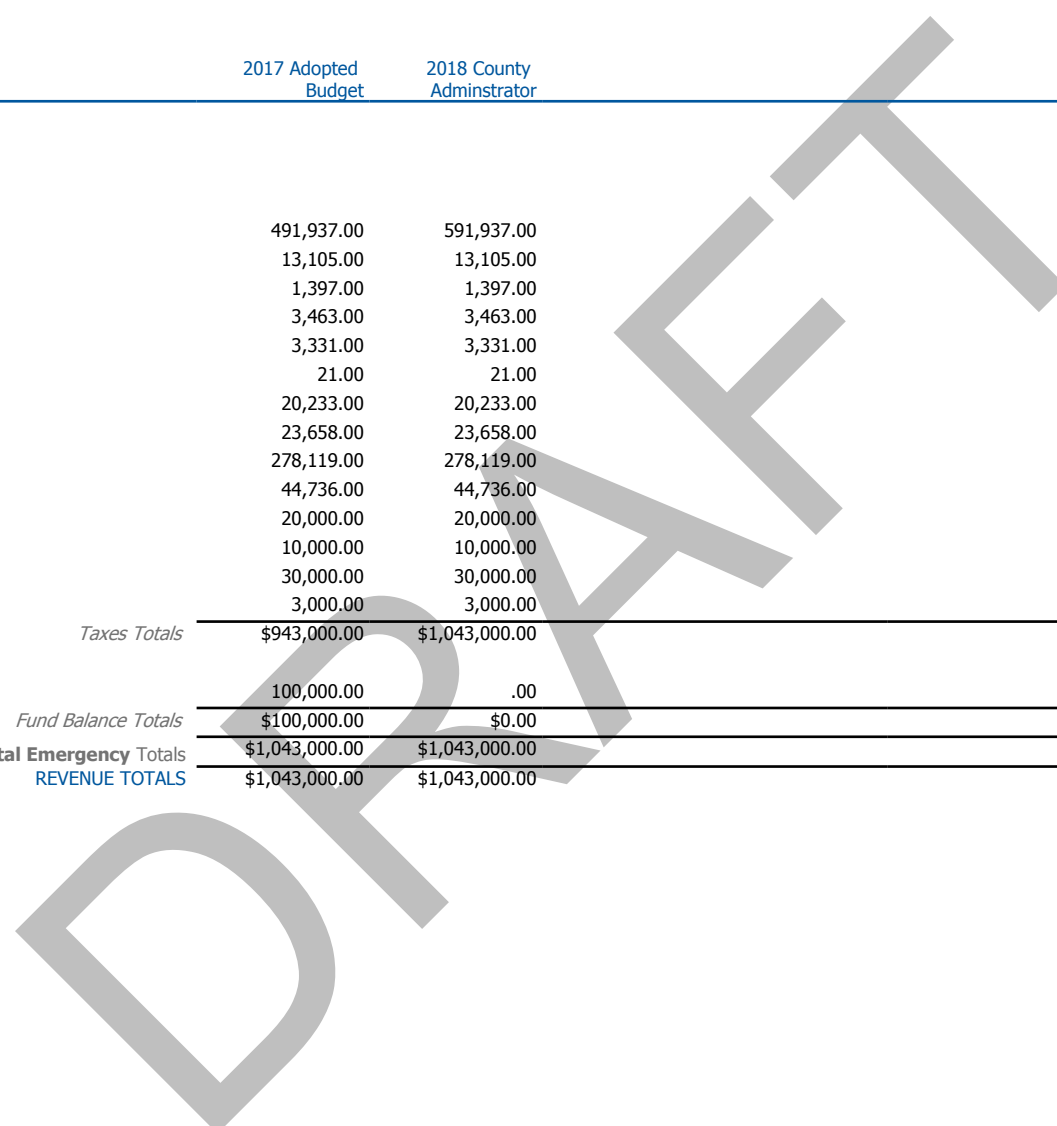 2017 Adopted Budget 2018 County Adminstrator
491,937.00 591,937.00
13,105.00 13,105.00
1,397.00 1,397.00
3,463.00 3,463.00
3,331.00 3,331.00
21.00 21.00
20,233.00 20,233.00
23,658.00 23,658.00
278,119.00 278,119.00
44,736.00 44,736.00
20,000.00 20,000.00
10,000.00 10,000.00
30,000.00 30,000.00
3,000.00 3,000.00
Taxes Totals $943,000.00 $1,043,000.00
100,000.00 .00
Fund Balance Totals $100,000.00 $0.00
tal Emergency Totals $1,043,000.00 $1,043,000.00
REVENUE TOTALS $1,043,000.00 $1,043,000.00
DRAFT